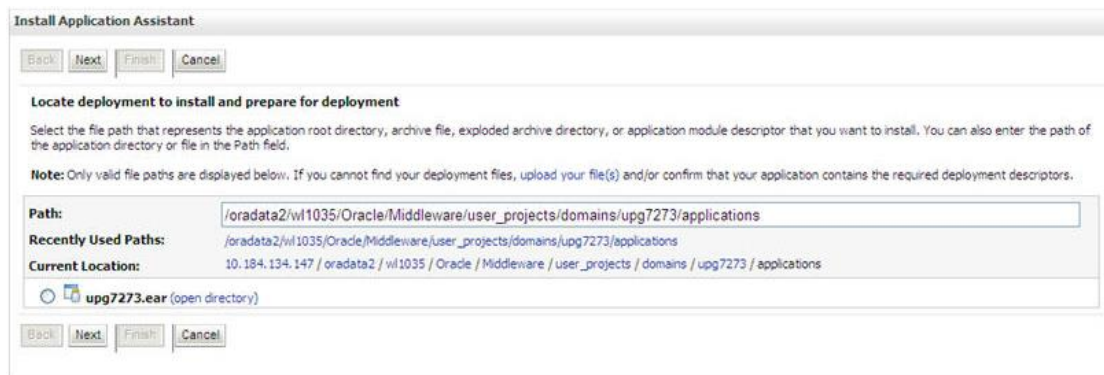 Install Application Assistant
Back Next Finish Cancel
Locate deployment to install and prepare for deployment
Select the file path that represents the application root directory, archive file, exploded archive directory, or application module descriptor that you want to install. You can also enter the path of
the application directory or file in the Path field.
Note: Only valid file paths are displayed below. If you cannot find your deployment files, upload your file(s) and/or confirm that your application contains the required deployment descriptors.
Path: /oradata2/wl1035/Oracle/Middleware/user_projects/domains/upg7273/applications
Recently Used Paths: /oradata2/wl1035/Oracle/Middleware/user_projects/domains/upg7273/applications
Current Location: 10.184.134.147 / oradata2 / wl1035 / Oracle / Middleware / user_projects / domains / upg7273 / applications
upg7273.ear (open directory)
Back Next Finish Cancel